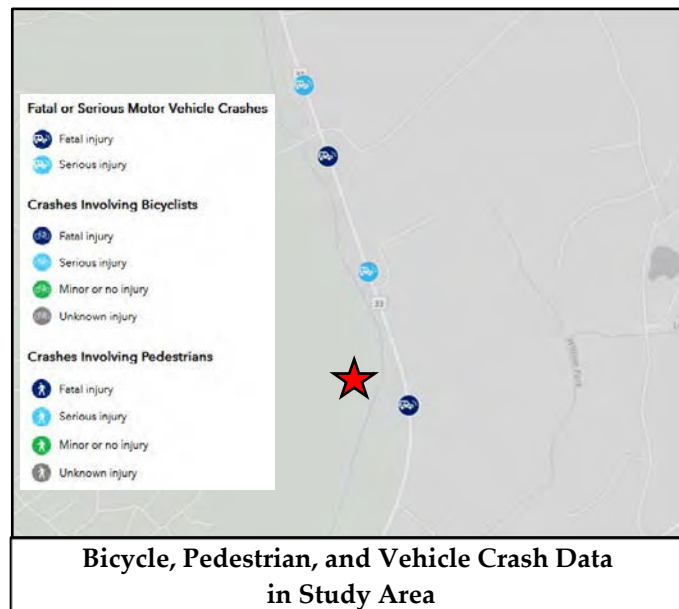 Fatal or Serious Motor Vehicle Crashes
Fatal injury
Serious injury
Crashes Involving Bicyclists
Fatal injury
Serious injury
Minor or no injury
Unknown injury
Crashes Involving Pedestrians
Fatal injury
Serious injury
Minor or no injury
Unknown injury
33
Bicycle, Pedestrian, and Vehicle Crash Data
in Study Area